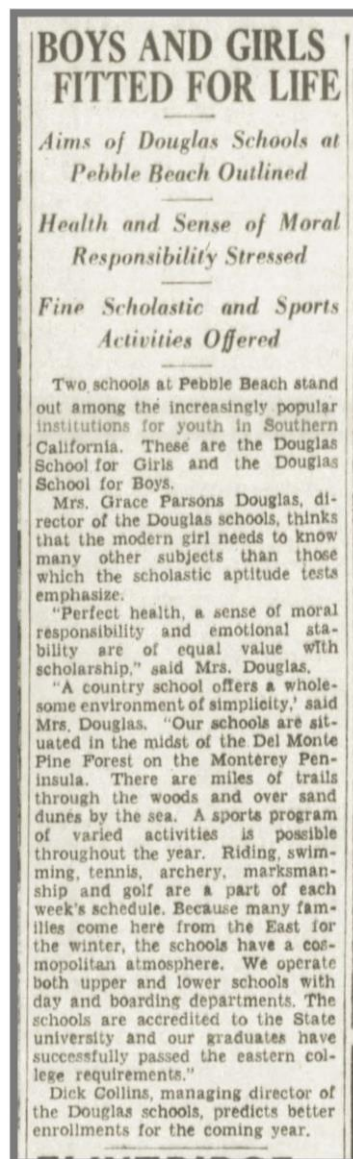 BOYS AND GIRLS
FITTED FOR LIFE
Aims of Douglas Schools at
Pebble Beach Outlined
Health and Sense of Moral
Responsibility Stressed
Fine Scholastic and Sports
Activities Offered
Two schools at Pebble Beach stand
out among the increasingly popular
institutions for youth in Southern
California. These are the Douglas
School for Girls and the Douglas
School for Boys.
Mrs. Grace Parsons Douglas, di-
rector of the Douglas schools, thinks
that the modern girl needs to know
many other subjects than those
which the scholastic aptitude tests
emphasize.
"Perfect health, a sense of moral
responsibility and emotional sta-
bility are of equal value with
scholarship," said Mrs. Douglas.
"A country school offers a whole-
some environment of simplicity,' said
Mrs. Douglas. "Our schools are sit-
uated in the midst of the Del Monte
Pine Forest on the Monterey Pen-
insula. There are miles of trails
through the woods and over sand
dunes by the sea. A sports program
of varied activities is possible
throughout the year. Riding, swim-
ming, tennis, archery, marksman-
ship and golf are a part of each
week's schedule. Because many fam-
ilies come here from the East for
the winter, the schools have a cos-
mopolitan atmosphere. We operate
both upper and lower schools with
day and boarding departments. The
schools are accredited to the State
university and our graduates have
successfully passed the eastern col-
lege requirements."
Dick Collins, managing director of
the Douglas schools, predicts better
enrollments for the coming year.